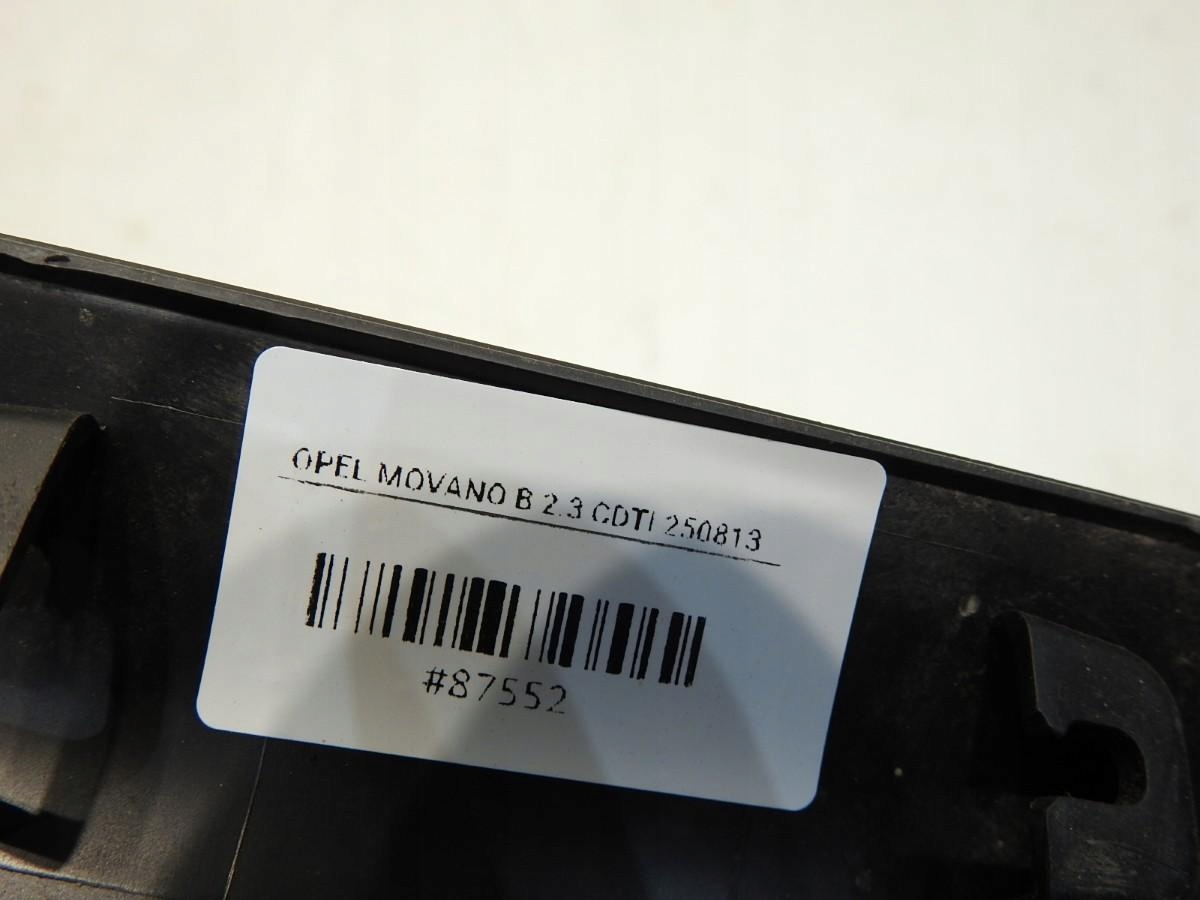 OPEL MOVANO B 2.3 CDTI 250813
#87552